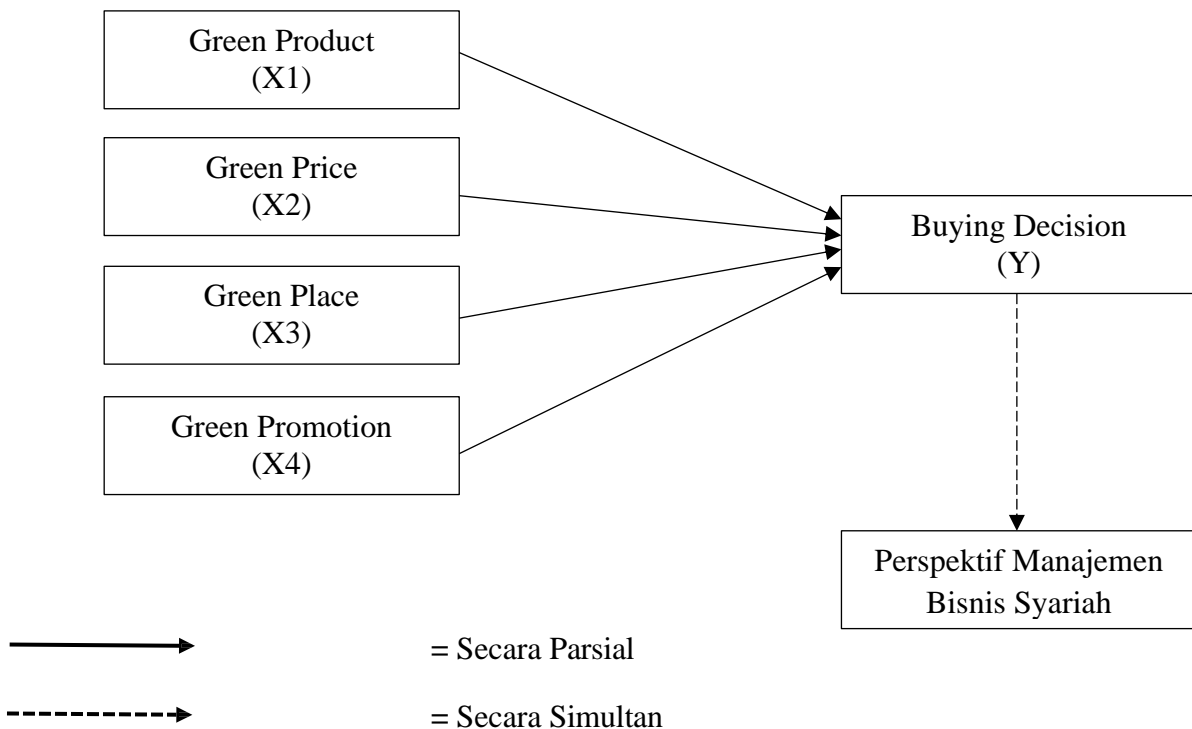 Green Product
(X1)
Green Price
(X2)
Green Place
(X3)
Green Promotion
(X4)
Buying Decision
(Y)
Perspektif Manajemen
Bisnis Syariah
= Secara Parsial
= Secara Simultan